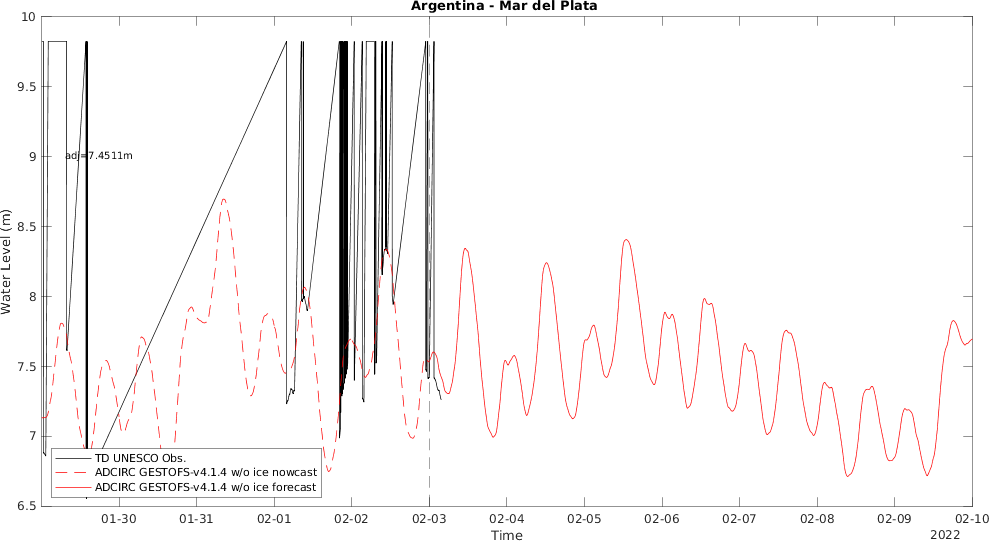 Argentina - Mar del Plata
10
9.5
9
8.5
8
7.5
7
6.5
Water Level (m)
adj=7.4511m
TD UNESCO Obs.
ADCIRC GESTOFS-v4.1.4 w/o ice nowcast
ADCIRC GESTOFS-v4.1.4 w/o ice forecast
01-30 01-31 02-01 02-02 02-03 02-04 02-05 02-06 02-07 02-08 02-09 02-10
Time
2022